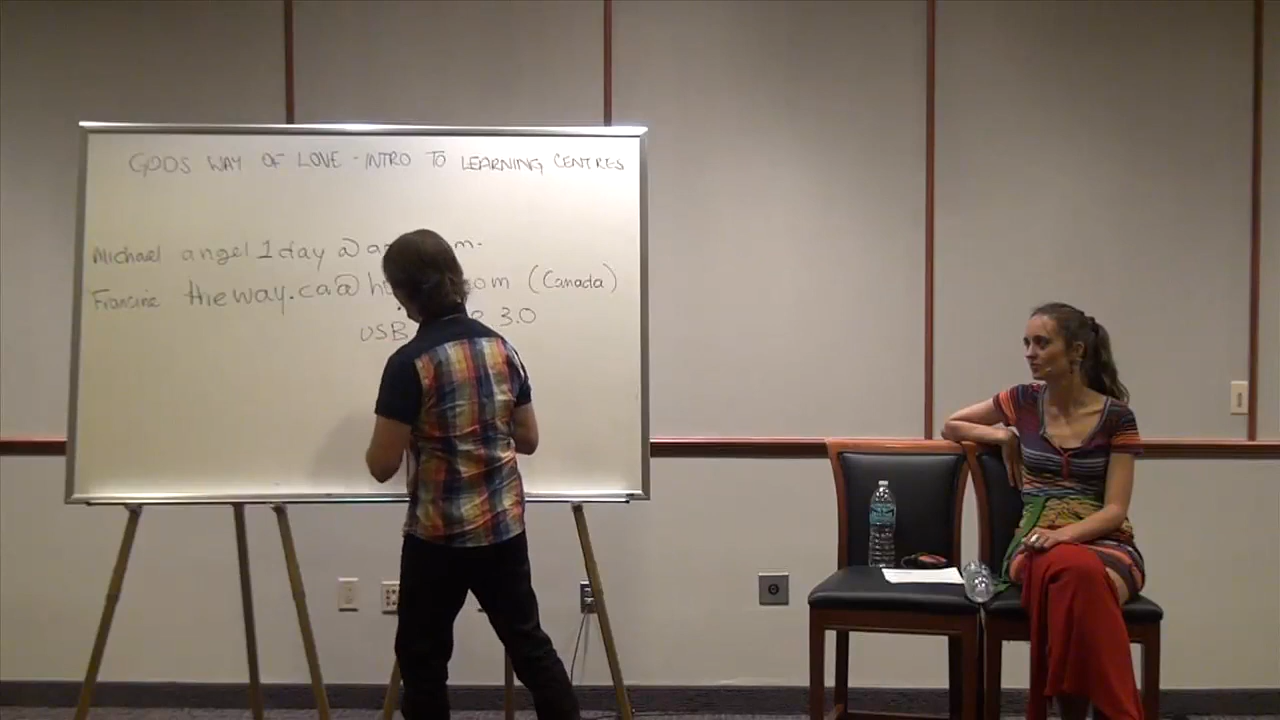 GODS WAY OF LOVE - INTRO TO LEARNING CENTRES
Michael angel1day@a m.
Francine theway.ca@h om (Canada)
USB 3.0